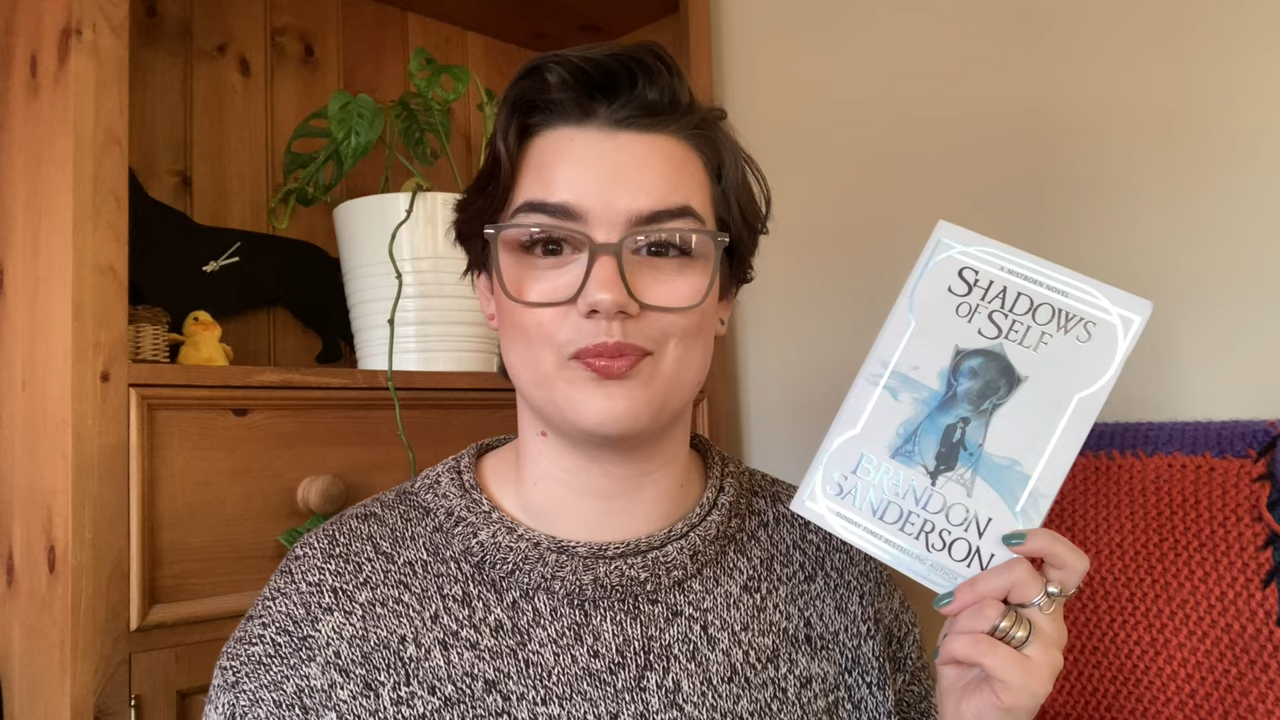 A MISTBORN NOVEL
SHADOWS
OF SELF
BRANDON
SANDERSON
SUNDAY TIMES BESTSELLING AUTHOR